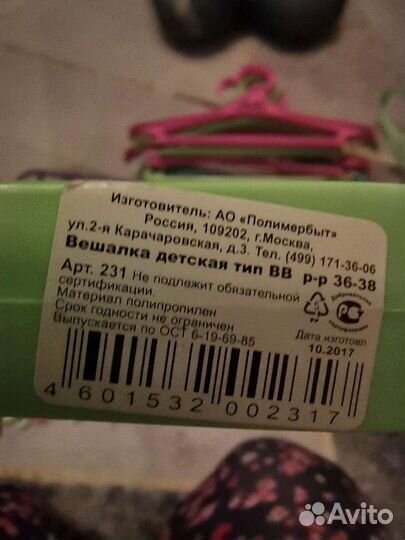 Изготовитель: АО «Полимербыт»
Россия, 109202, г.Москва,
ул.2-я Карачаровская, д.3. Тел. (499) 171-36-06
Вешалка детская тип ВВ р-р 36-38
Арт. 231 Не подлежит обязательной
сертификации.
Материал полипропилен
Срок годности не ограничен
Выпускается по ОСТ 6-19-69-85
Добровольная
сертификация
Дата изготовл
10.2017
4 601532 002317
Avito